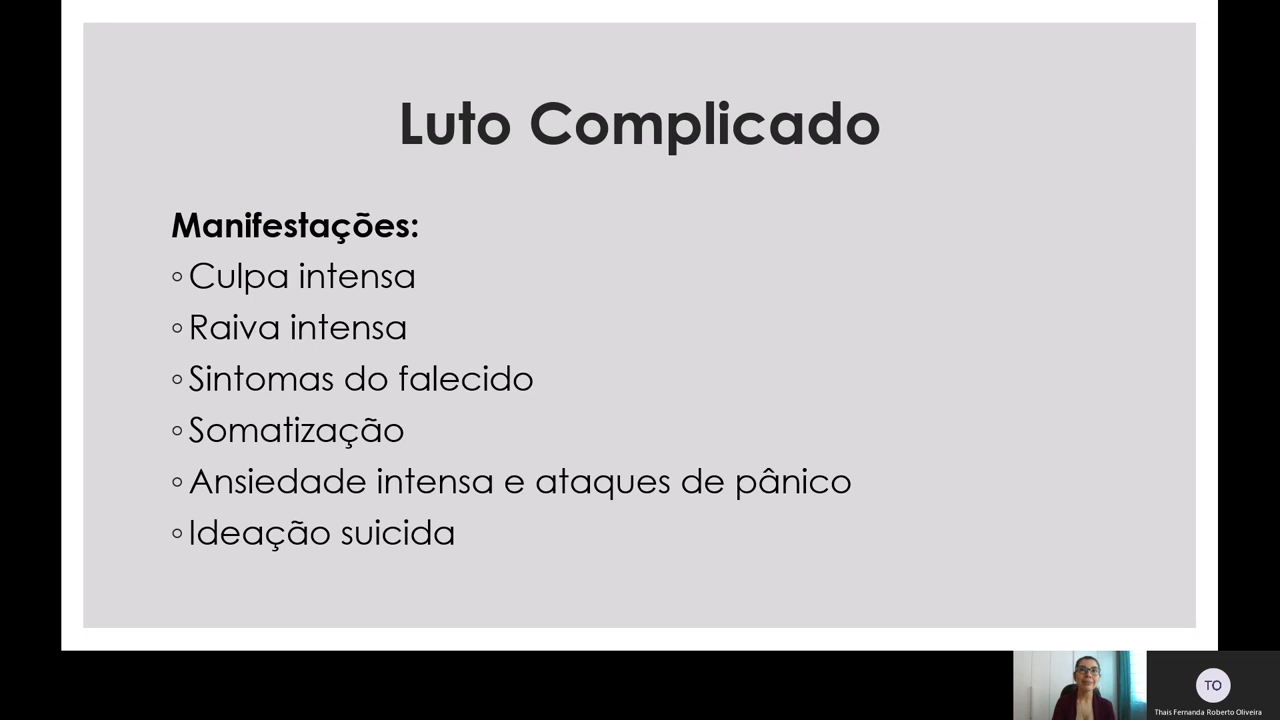 Luto Complicado
Manifestações:
◦Culpa intensa
◦Raiva intensa
◦Sintomas do falecido
◦Somatização
◦Ansiedade intensa e ataques de pânico
◦Ideação suicida
TO
Thais Fernanda Roberto Oliveira